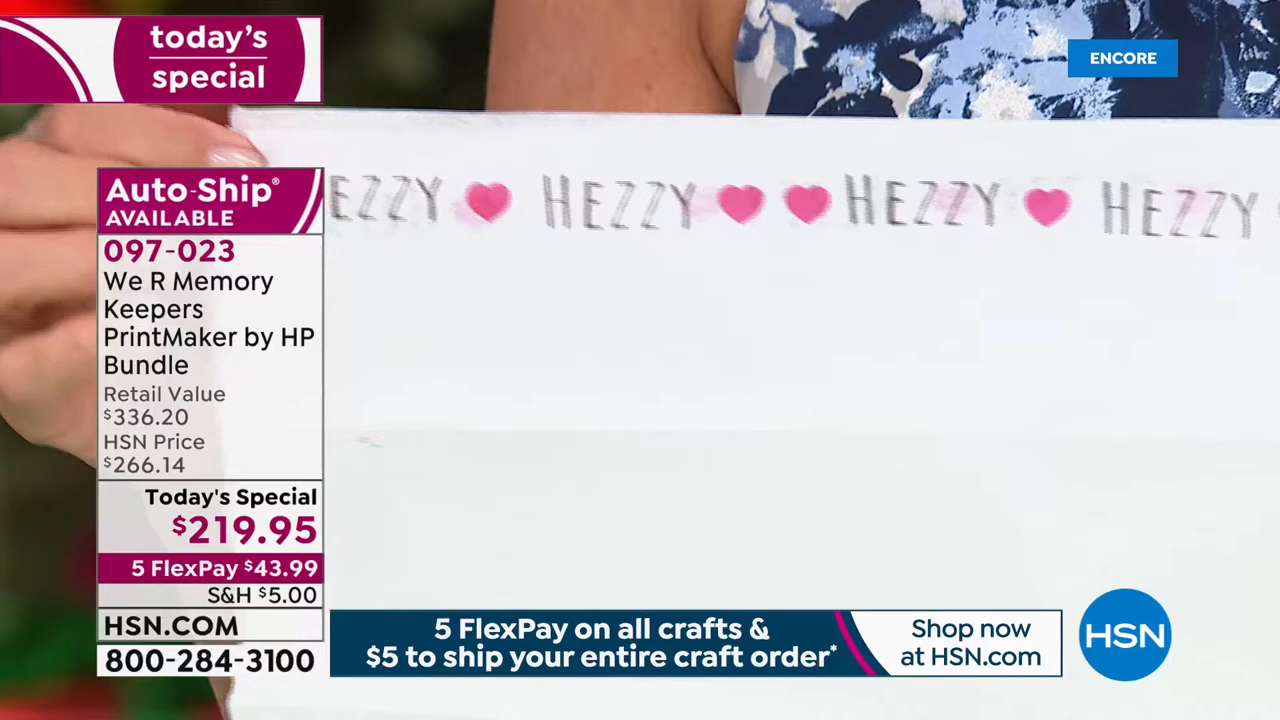 today's
special
ENCORE
EZZY HEZZY HEZZY HEZZY
Auto-Ship®
AVAILABLE
097-023
We R Memory
Keepers
PrintMaker by HP
Bundle
Retail Value
$336.20
HSN Price
$266.14
Today's Special
$219.95
5 FlexPay $43.99
S&H $5.00
HSN.COM
800-284-3100
5 FlexPay on all crafts &
$5 to ship your entire craft order*
Shop now
at HSN.com
HSN